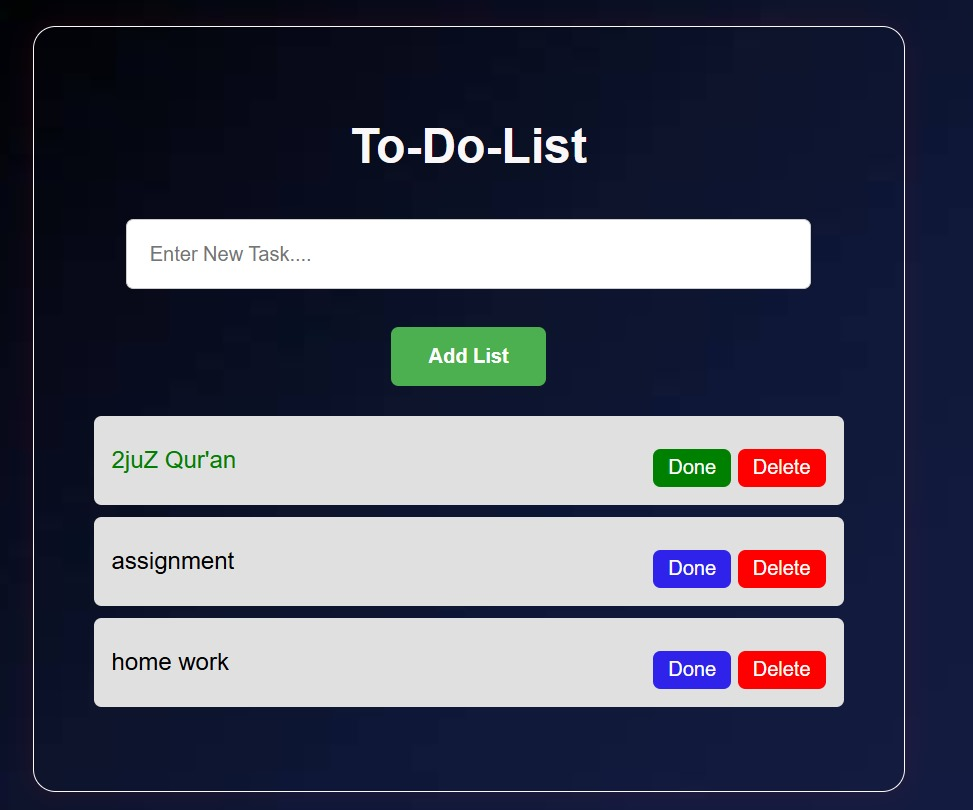 To-Do-List
Enter New Task....
Add List
2juZ Qur'an
Done Delete
assignment
Done Delete
home work
Done Delete